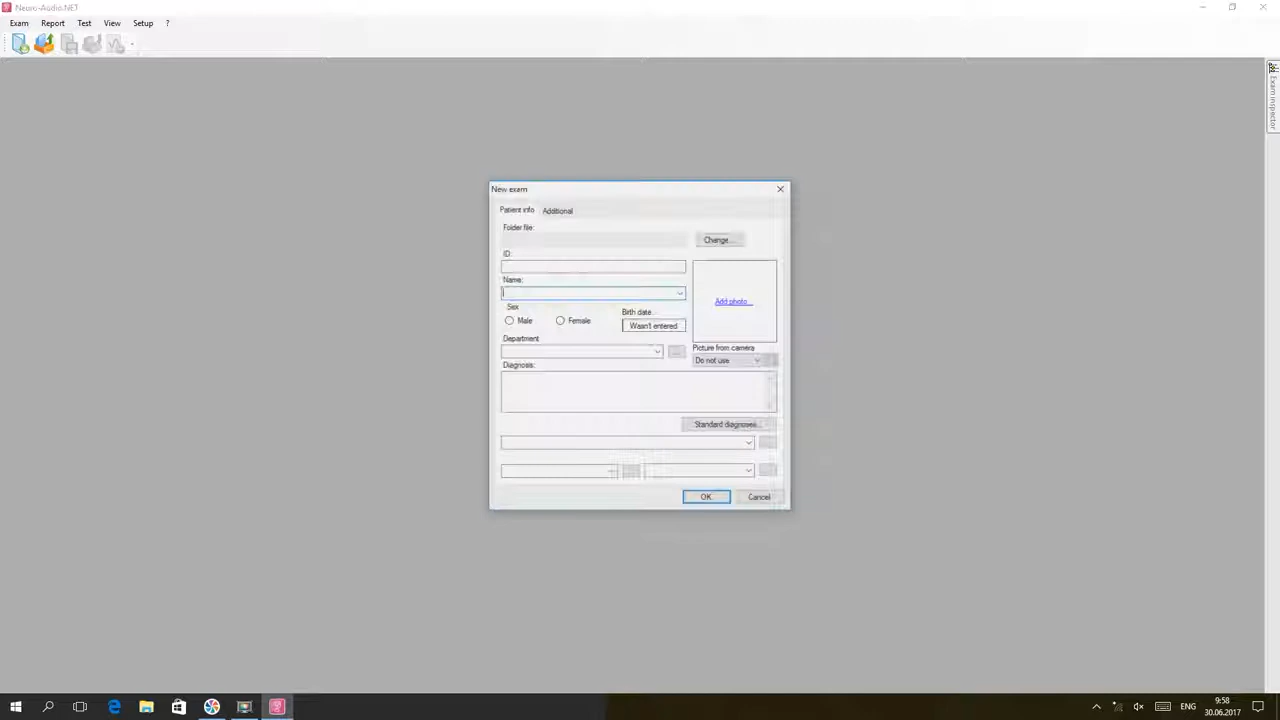 Neuro-Audio.NET
Exam Report Test View Setup ?
Exam inspector
New exam
Patient info Additional
Folder file:
Change...
ID:
Name:
Add photo...
Sex
Male Female
Birth date
Wasn't entered
Department
...
Picture from camera
Do not use
Diagnosis:
Standard diagnoses...
OK Cancel
ENG
9:58
30.06.2017